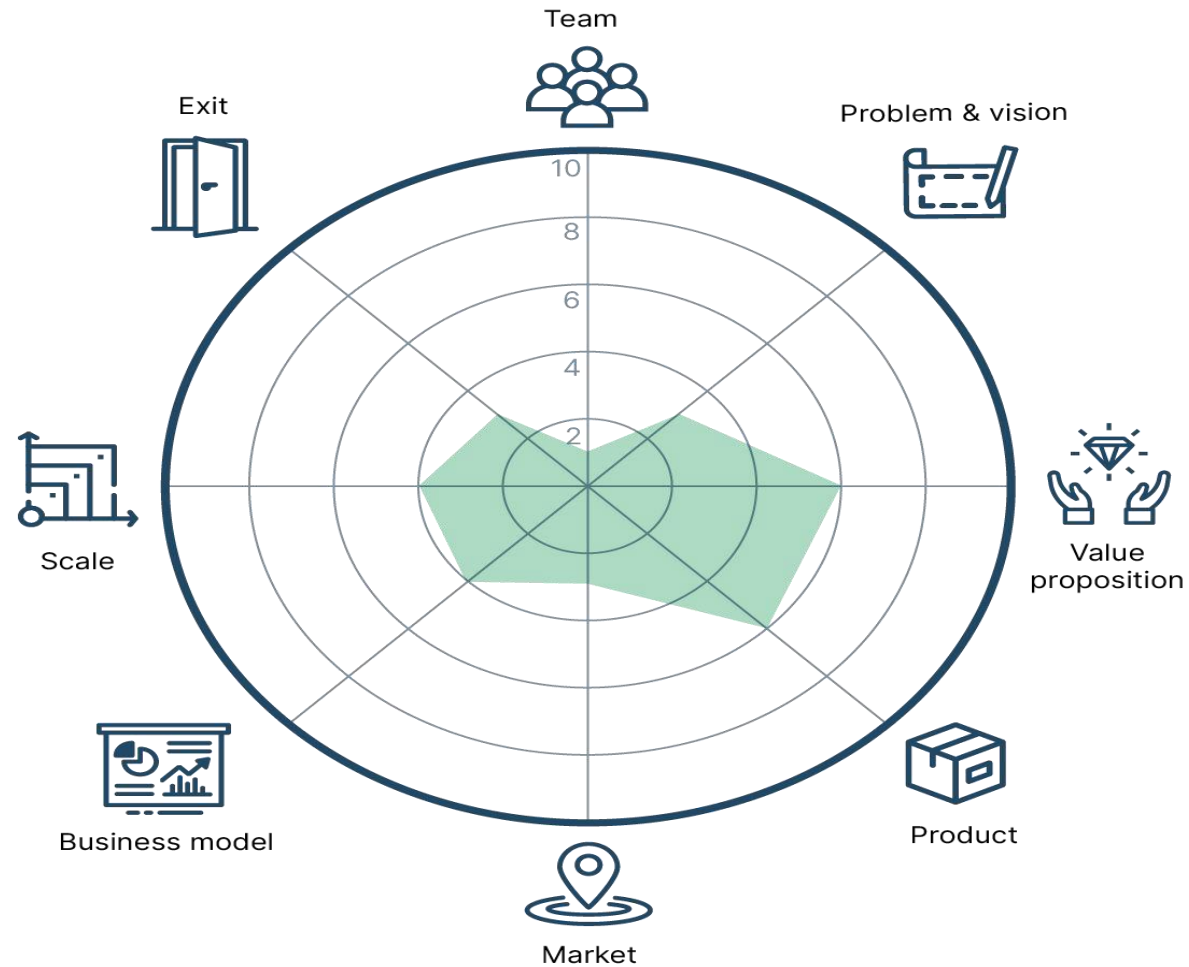 Team
Exit
Problem & vision
10
8
6
4
2
Scale
Value
proposition
Business model
Product
Market